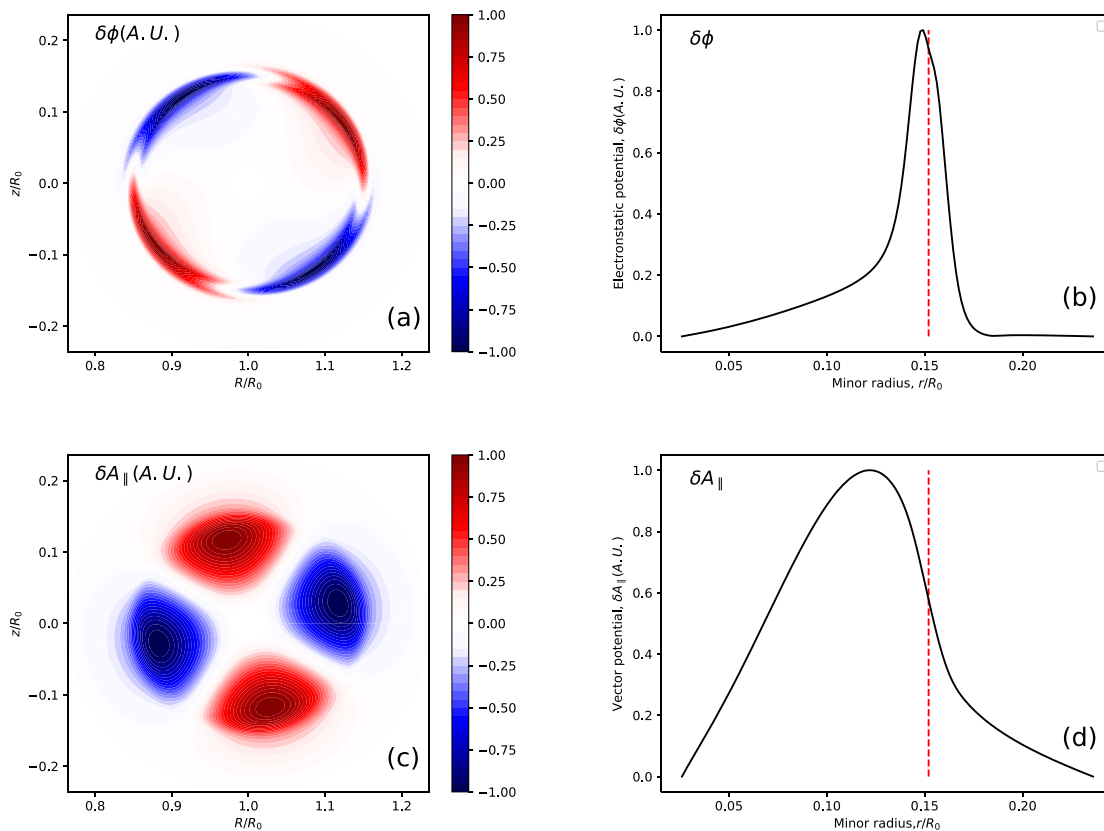 δϕ(A.U.)
0.2
0.1
0.0
−0.1
−0.2
z/R₀
0.8 0.9 1.0 1.1 1.2
R/R₀
(a)
1.00
0.75
0.50
0.25
0.00
−0.25
−0.50
−0.75
−1.00
δϕ
1.0
0.8
0.6
0.4
0.2
0.0
Electronstatic potential, δϕ(A.U.)
0.05 0.10 0.15 0.20
Minor radius, r/R₀
(b)
δA∥(A.U.)
0.2
0.1
0.0
−0.1
−0.2
z/R₀
0.8 0.9 1.0 1.1 1.2
R/R₀
(c)
1.00
0.75
0.50
0.25
0.00
−0.25
−0.50
−0.75
−1.00
δA∥
1.0
0.8
0.6
0.4
0.2
0.0
Vector potential, δA∥(A.U.)
0.05 0.10 0.15 0.20
Minor radius,r/R₀
(d)